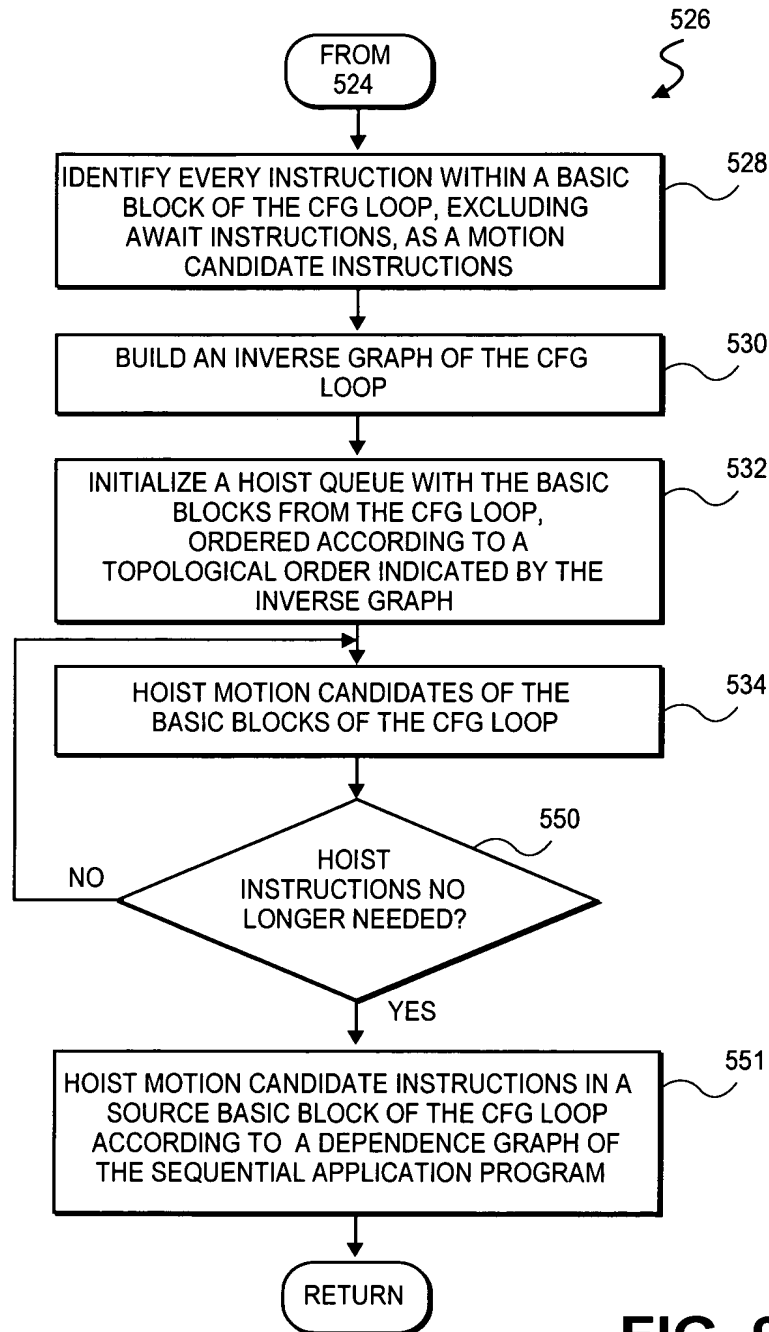 526
FROM
524
IDENTIFY EVERY INSTRUCTION WITHIN A BASIC
BLOCK OF THE CFG LOOP, EXCLUDING
AWAIT INSTRUCTIONS, AS A MOTION
CANDIDATE INSTRUCTIONS
528
BUILD AN INVERSE GRAPH OF THE CFG
LOOP
530
INITIALIZE A HOIST QUEUE WITH THE BASIC
BLOCKS FROM THE CFG LOOP,
ORDERED ACCORDING TO A
TOPOLOGICAL ORDER INDICATED BY THE
INVERSE GRAPH
532
HOIST MOTION CANDIDATES OF THE
BASIC BLOCKS OF THE CFG LOOP
534
550
HOIST
INSTRUCTIONS NO
LONGER NEEDED?
NO
YES
HOIST MOTION CANDIDATE INSTRUCTIONS IN A
SOURCE BASIC BLOCK OF THE CFG LOOP
ACCORDING TO A DEPENDENCE GRAPH OF
THE SEQUENTIAL APPLICATION PROGRAM
551
RETURN
FIG.